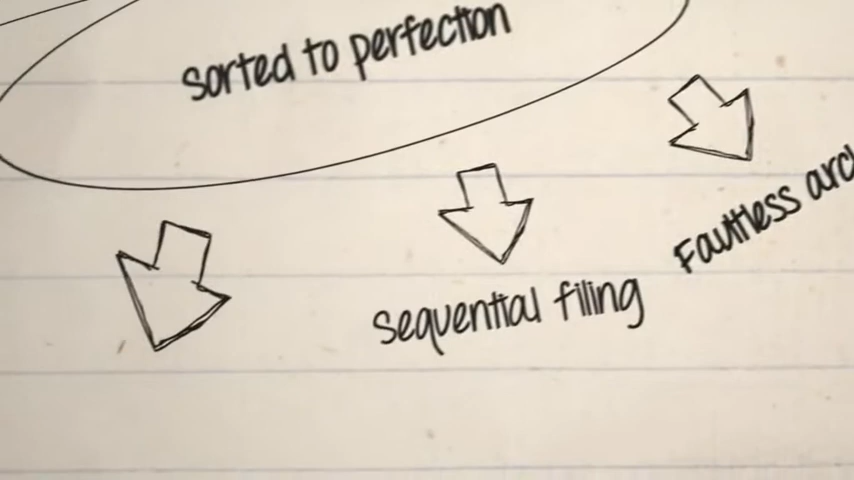 sorted to perfection
sequential filing
Faultless